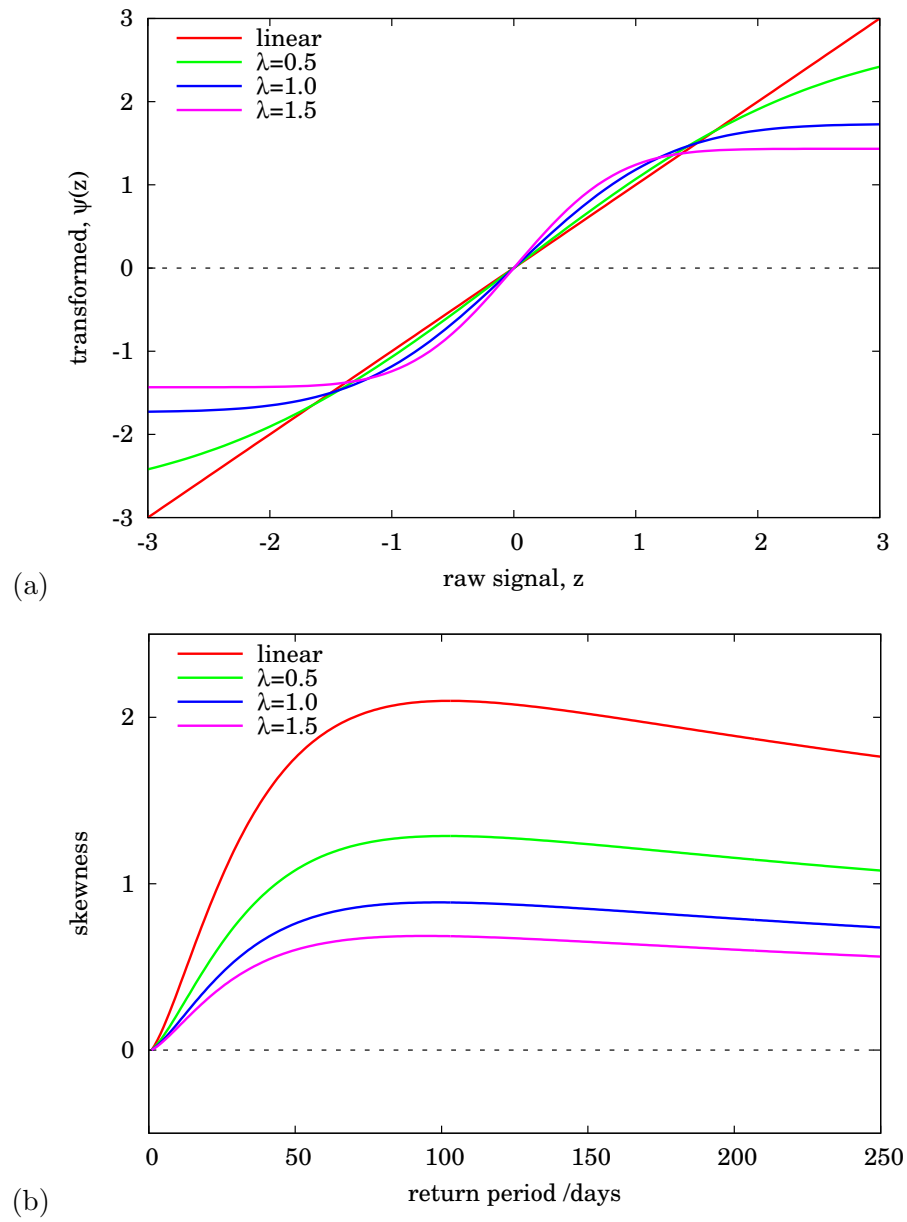 3
2
1
0
-1
-2
-3
linear
λ=0.5
λ=1.0
λ=1.5
transformed, ψ(z)
-3 -2 -1 0 1 2 3
raw signal, z
(a)
2
1
0
linear
λ=0.5
λ=1.0
λ=1.5
skewness
0 50 100 150 200 250
return period /days
(b)